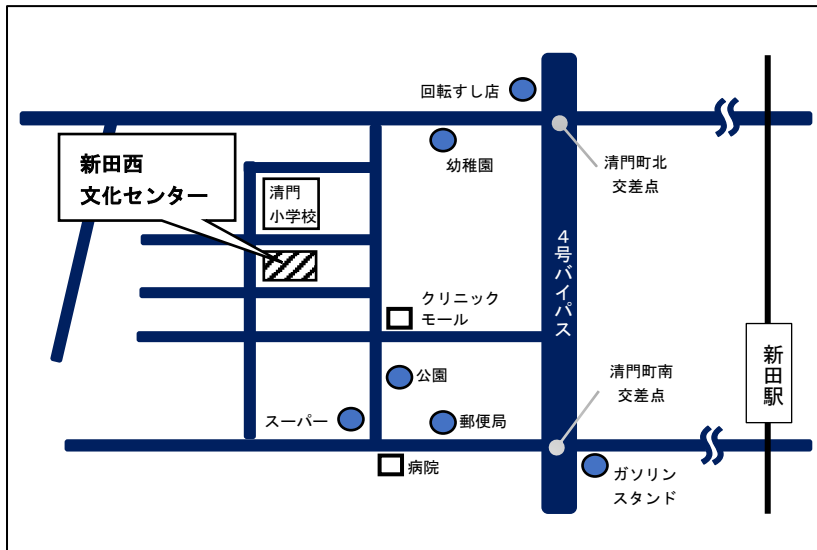 回転すし店
新田西
文化センター
幼稚園
清門町北
交差点
清門
小学校
4号バイパス
クリニック
モール
新田駅
公園
清門町南
交差点
スーパー
郵便局
病院
ガソリン
スタンド